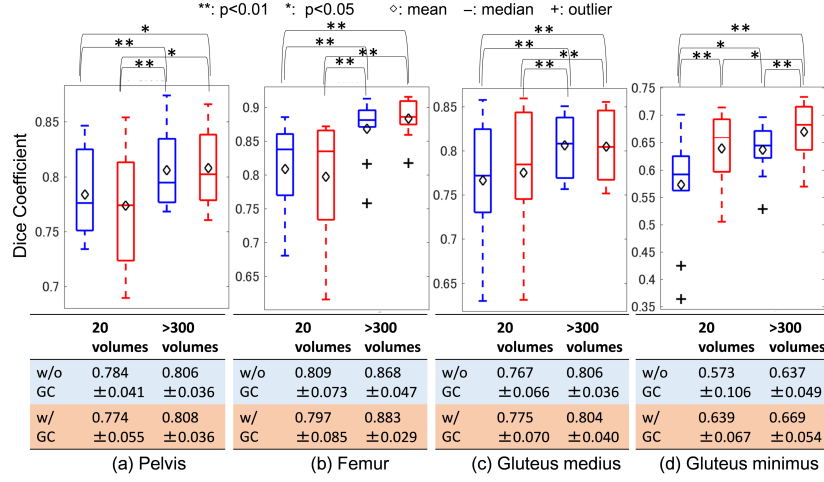 **: p<0.01 *: p<0.05 ◇: mean –: median +: outlier
* ** * **
** ** ** **
** ** ** **
** * ** * ** **
Dice Coefficient
0.85
0.8
0.75
0.7
0.9
0.85
0.8
0.75
0.7
0.65
0.85
0.8
0.75
0.7
0.65
0.75
0.7
0.65
0.6
0.55
0.5
0.45
0.4
0.35
20 volumes >300 volumes
w/o GC 0.784 ±0.041 0.806 ±0.036
w/ GC 0.774 ±0.055 0.808 ±0.036
(a) Pelvis
20 volumes >300 volumes
w/o GC 0.809 ±0.073 0.868 ±0.047
w/ GC 0.797 ±0.085 0.883 ±0.029
(b) Femur
20 volumes >300 volumes
w/o GC 0.767 ±0.066 0.806 ±0.036
w/ GC 0.775 ±0.070 0.804 ±0.040
(c) Gluteus medius
20 volumes >300 volumes
w/o GC 0.573 ±0.106 0.637 ±0.049
w/ GC 0.639 ±0.067 0.669 ±0.054
(d) Gluteus minimus